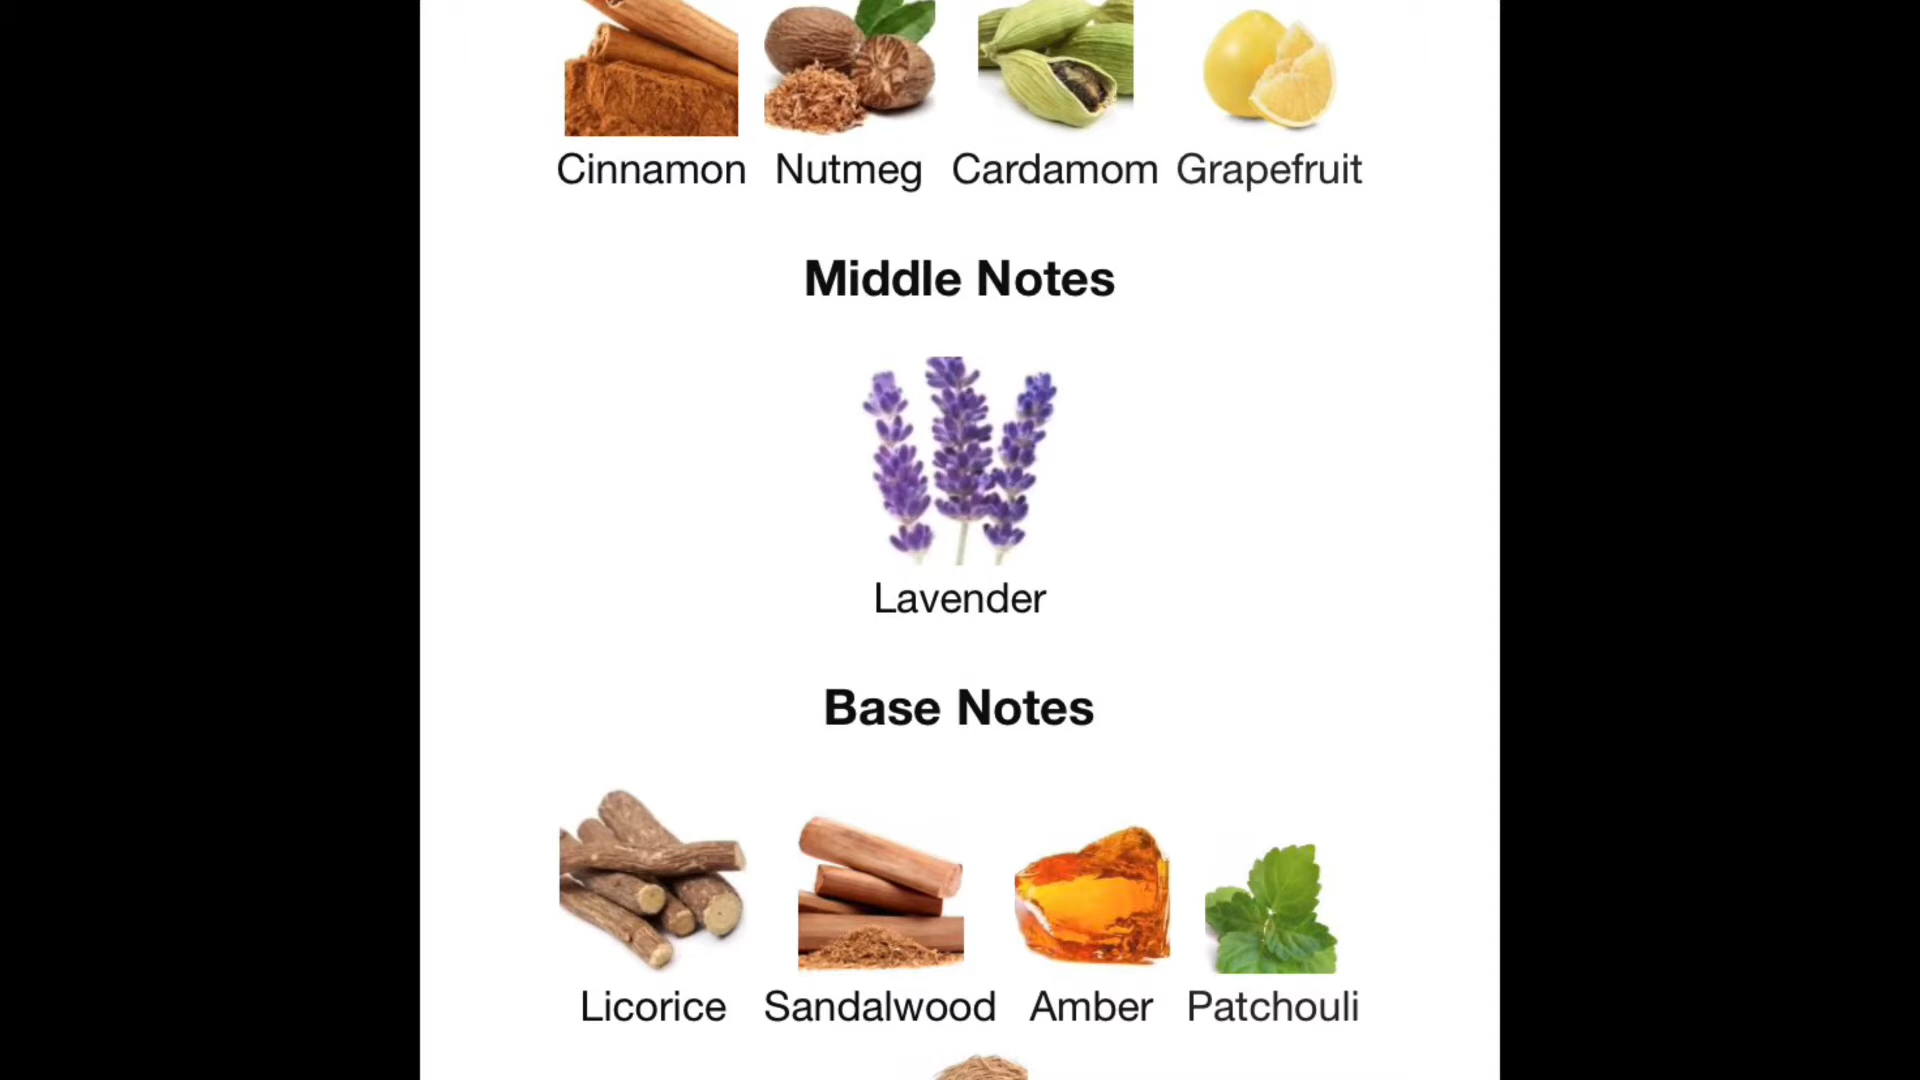 Cinnamon Nutmeg Cardamom Grapefruit
Middle Notes
Lavender
Base Notes
Licorice Sandalwood Amber Patchouli